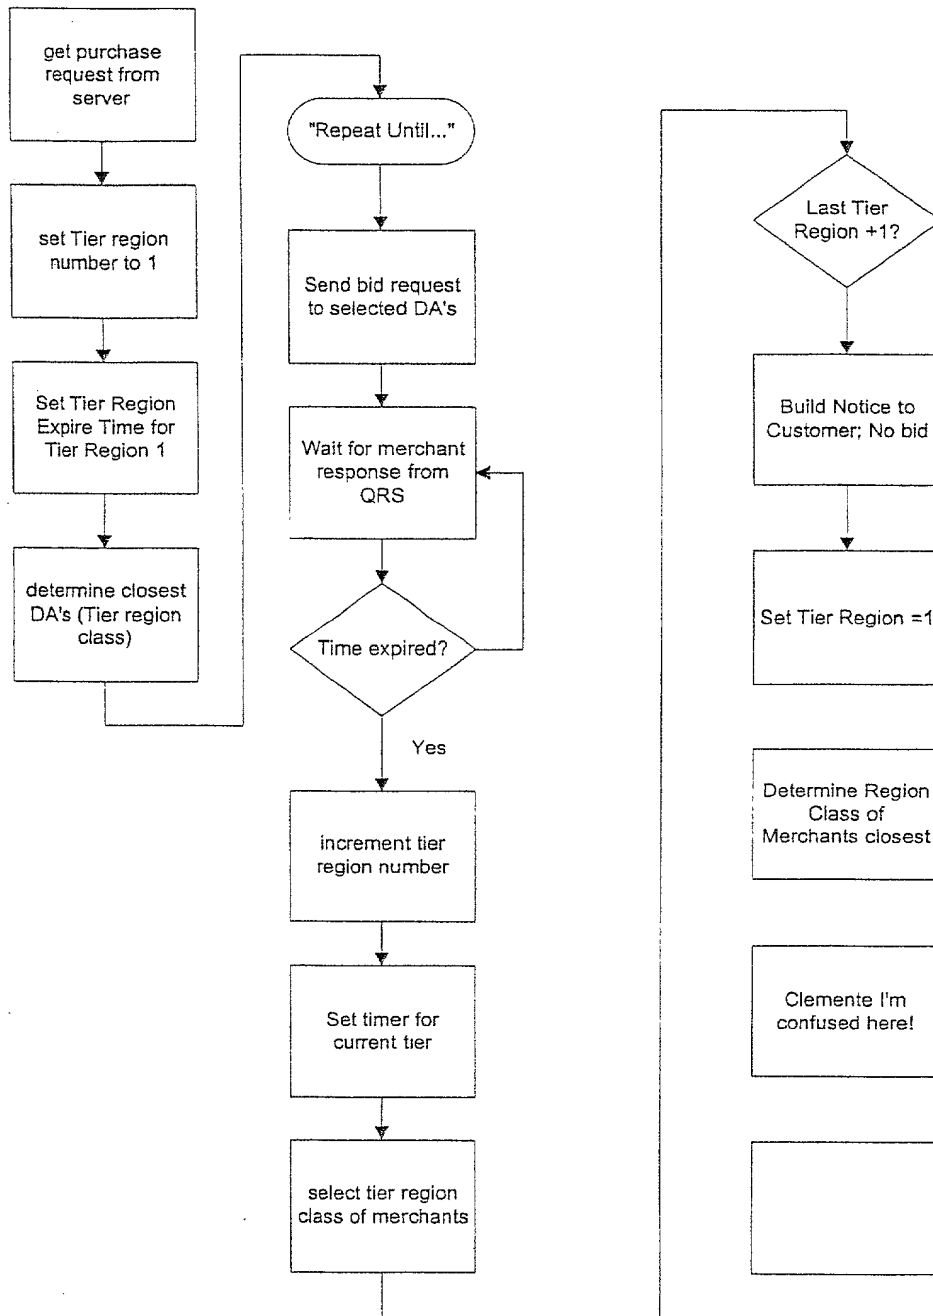 get purchase
request from
server
set Tier region
number to 1
Set Tier Region
Expire Time for
Tier Region 1
determine closest
DA's (Tier region
class)
"Repeat Until..."
Send bid request
to selected DA's
Wait for merchant
response from
QRS
Time expired?
Yes
increment tier
region number
Set timer for
current tier
select tier region
class of merchants
Last Tier
Region +1?
Build Notice to
Customer; No bid
Set Tier Region =1
Determine Region
Class of
Merchants closest
Clemente I'm
confused here!